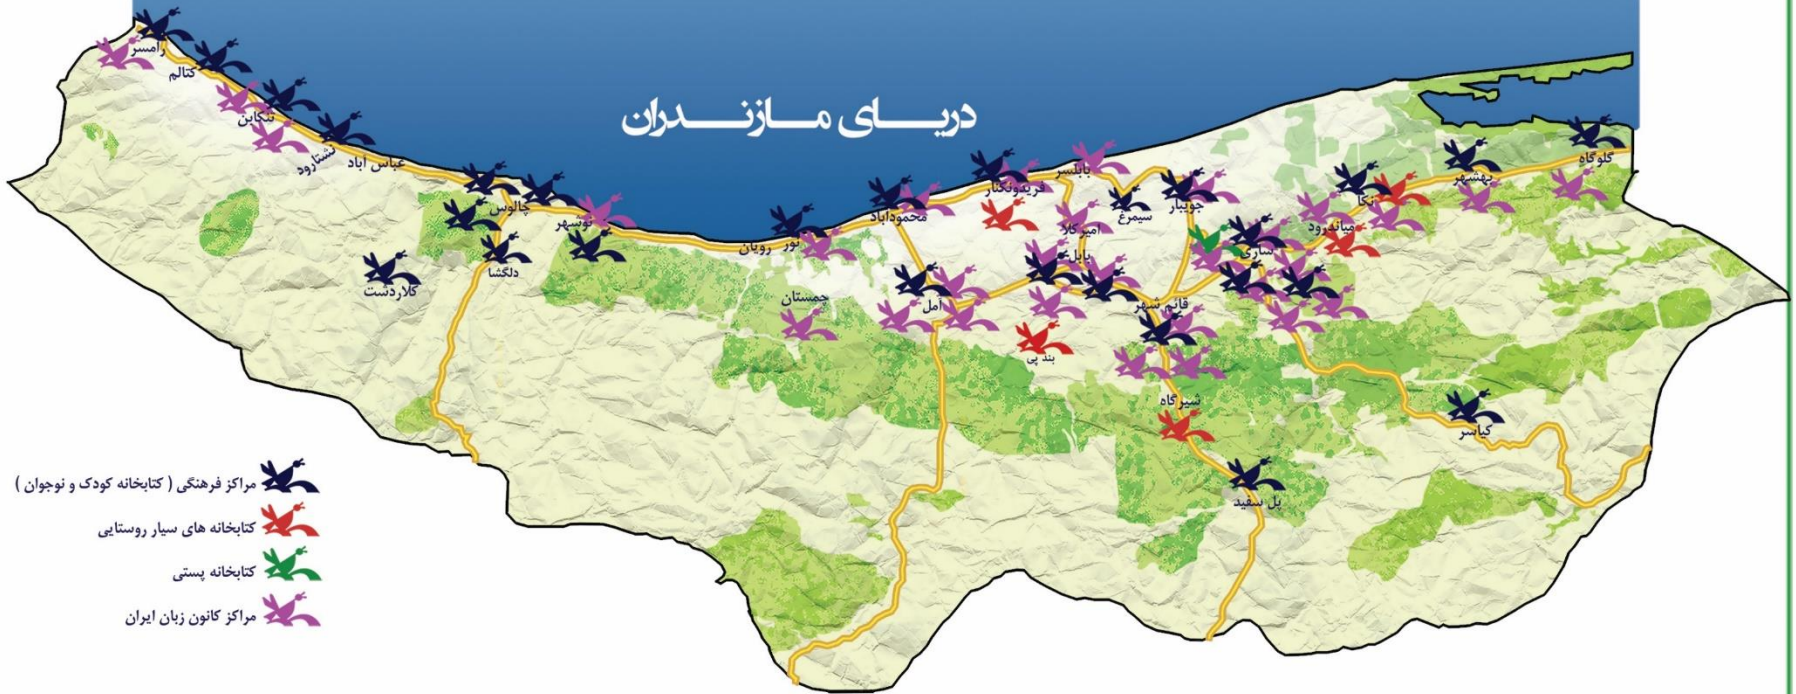 دریای مازندران
رامسر
کتالم
تنکابن
نشتارود
عباس آباد
چالوس
نوشهر
دلگشا
کلاردشت
رویان
نور
چمستان
محمودآباد
آمل
فریدونکنار
بابلسر
امیرکلا
بابل
بند پی
سیمرغ
جویبار
قائم شهر
شیرگاه
پل سفید
ساری
میاندرود
نکا
بهشهر
گلوگاه
کیاسر
مراکز فرهنگی ( کتابخانه کودک و نوجوان )
کتابخانه های سیار روستایی
کتابخانه پستی
مراکز کانون زبان ایران